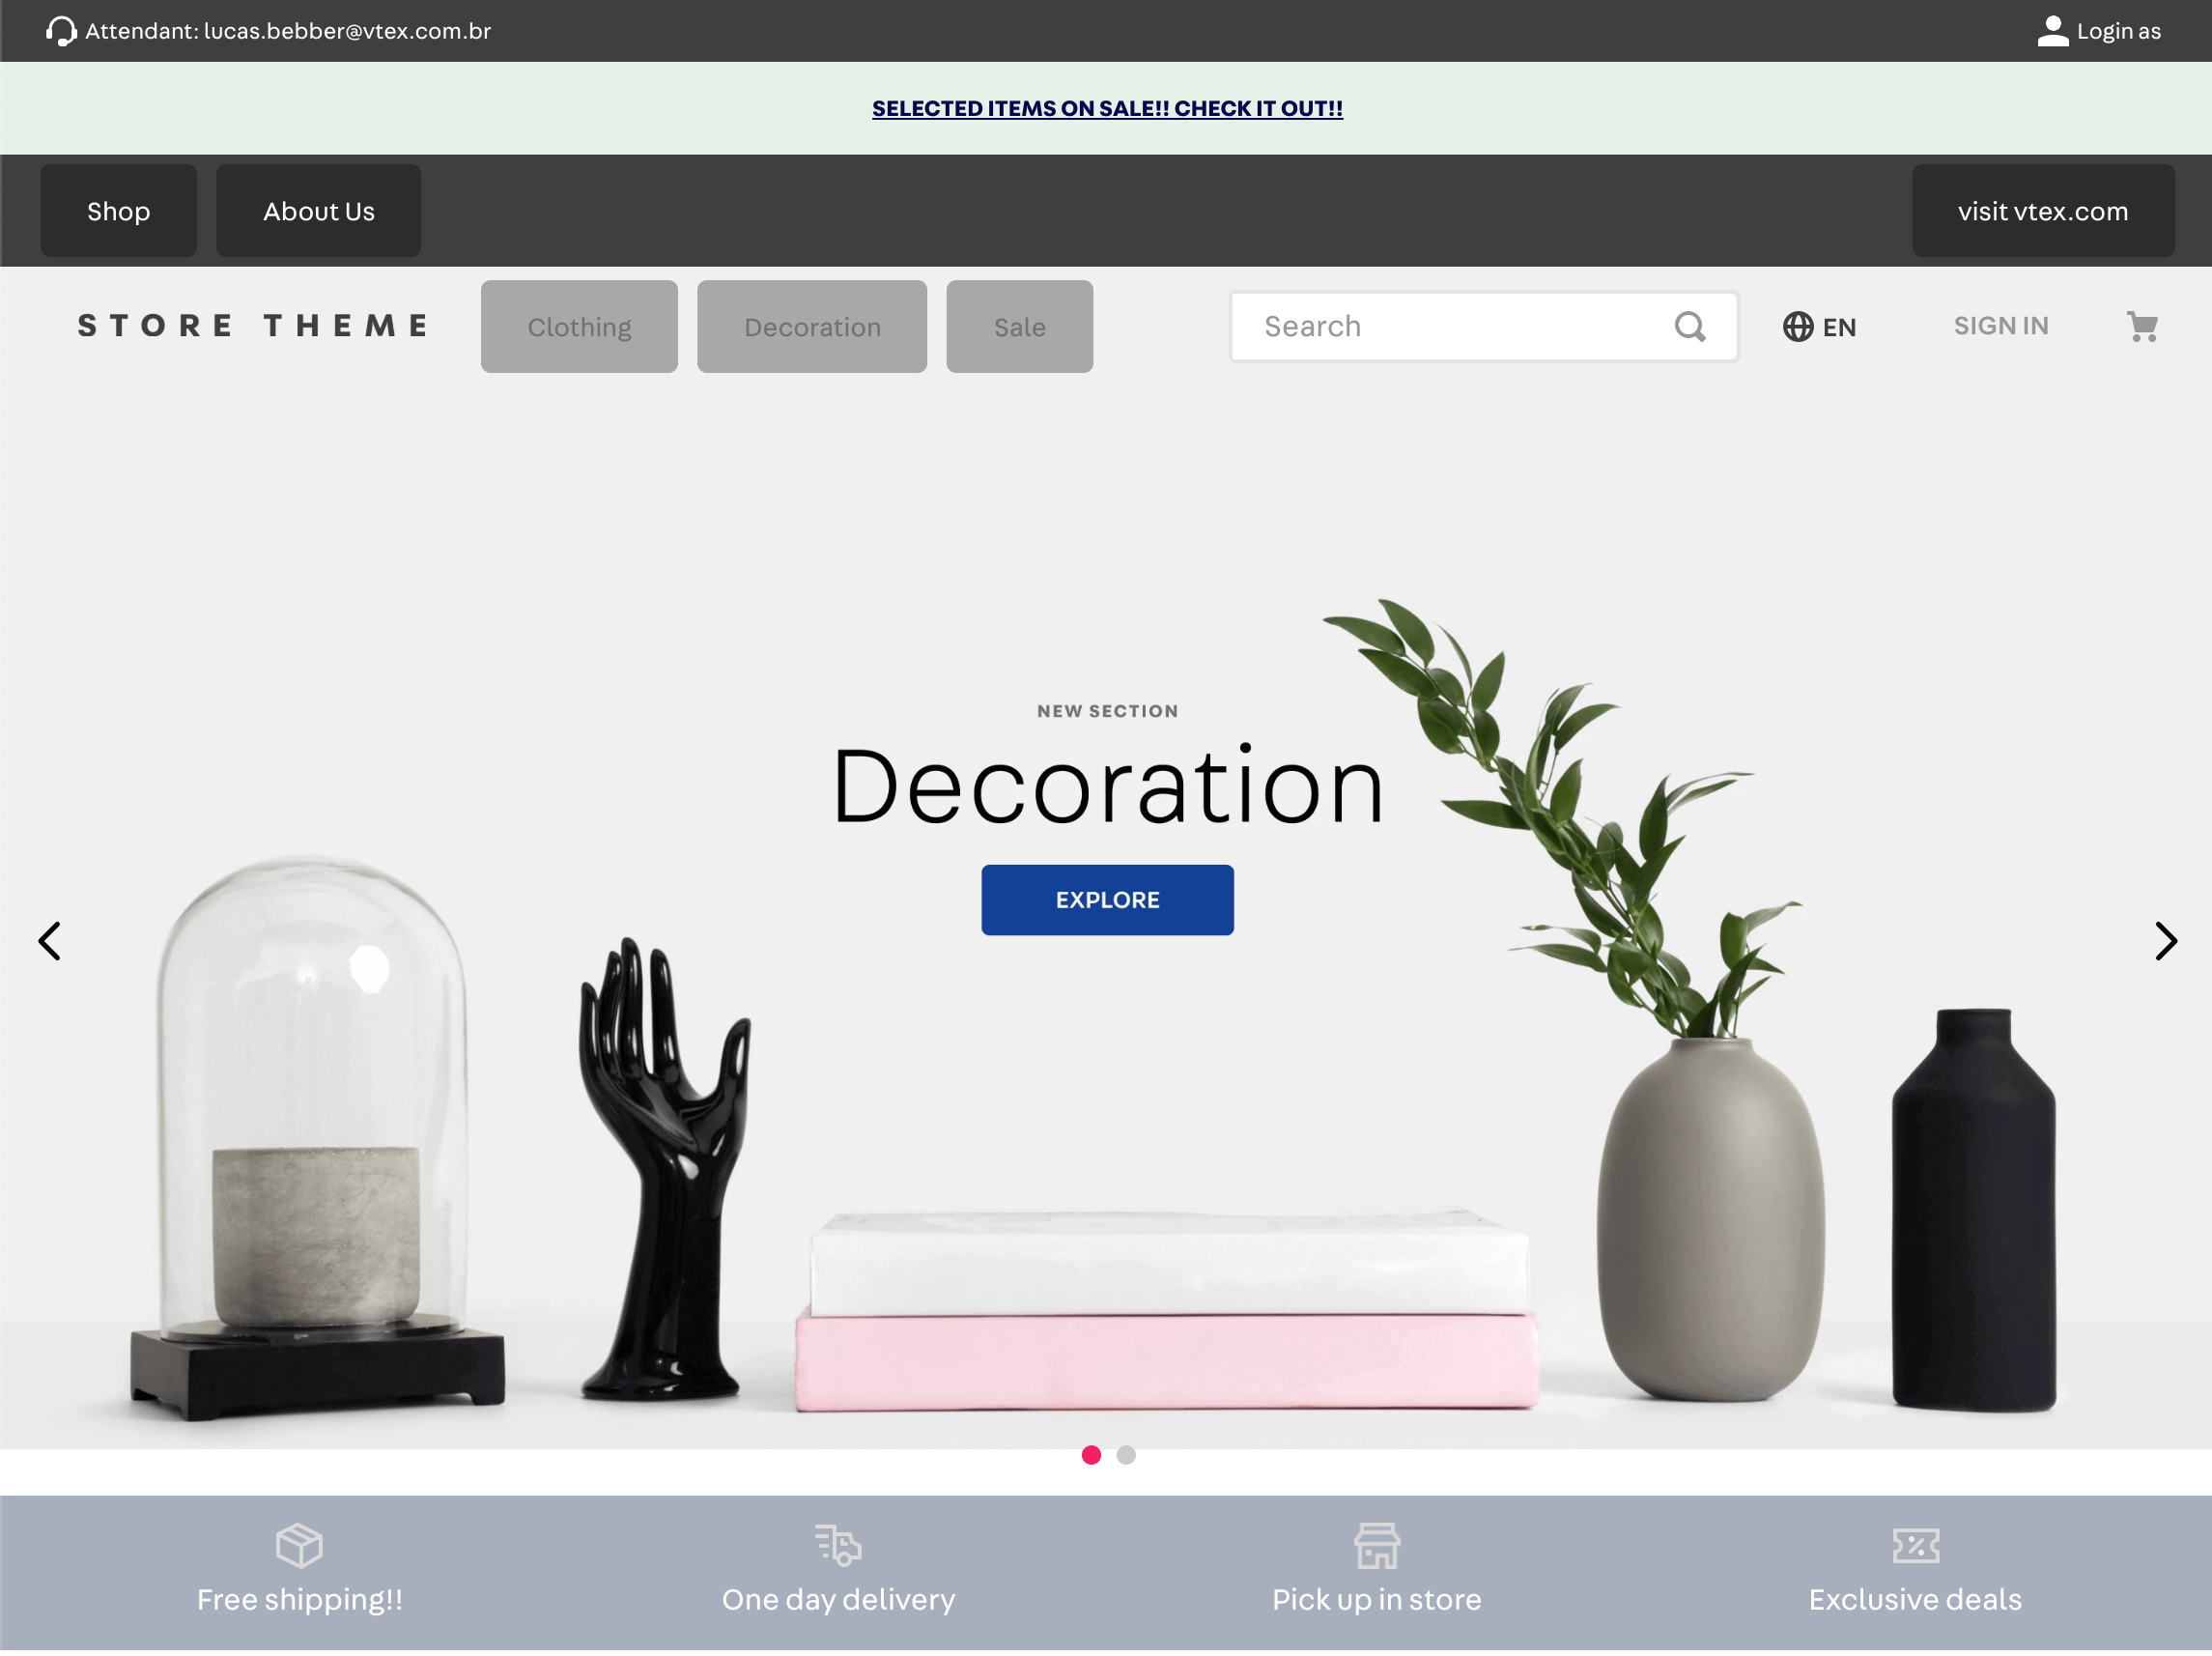 Attendant: lucas.bebber@vtex.com.br
Login as
SELECTED ITEMS ON SALE!! CHECK IT OUT!!
Shop
About Us
visit vtex.com
STORE THEME
Clothing
Decoration
Sale
Search
EN
SIGN IN
NEW SECTION
Decoration
EXPLORE
Free shipping!!
One day delivery
Pick up in store
Exclusive deals